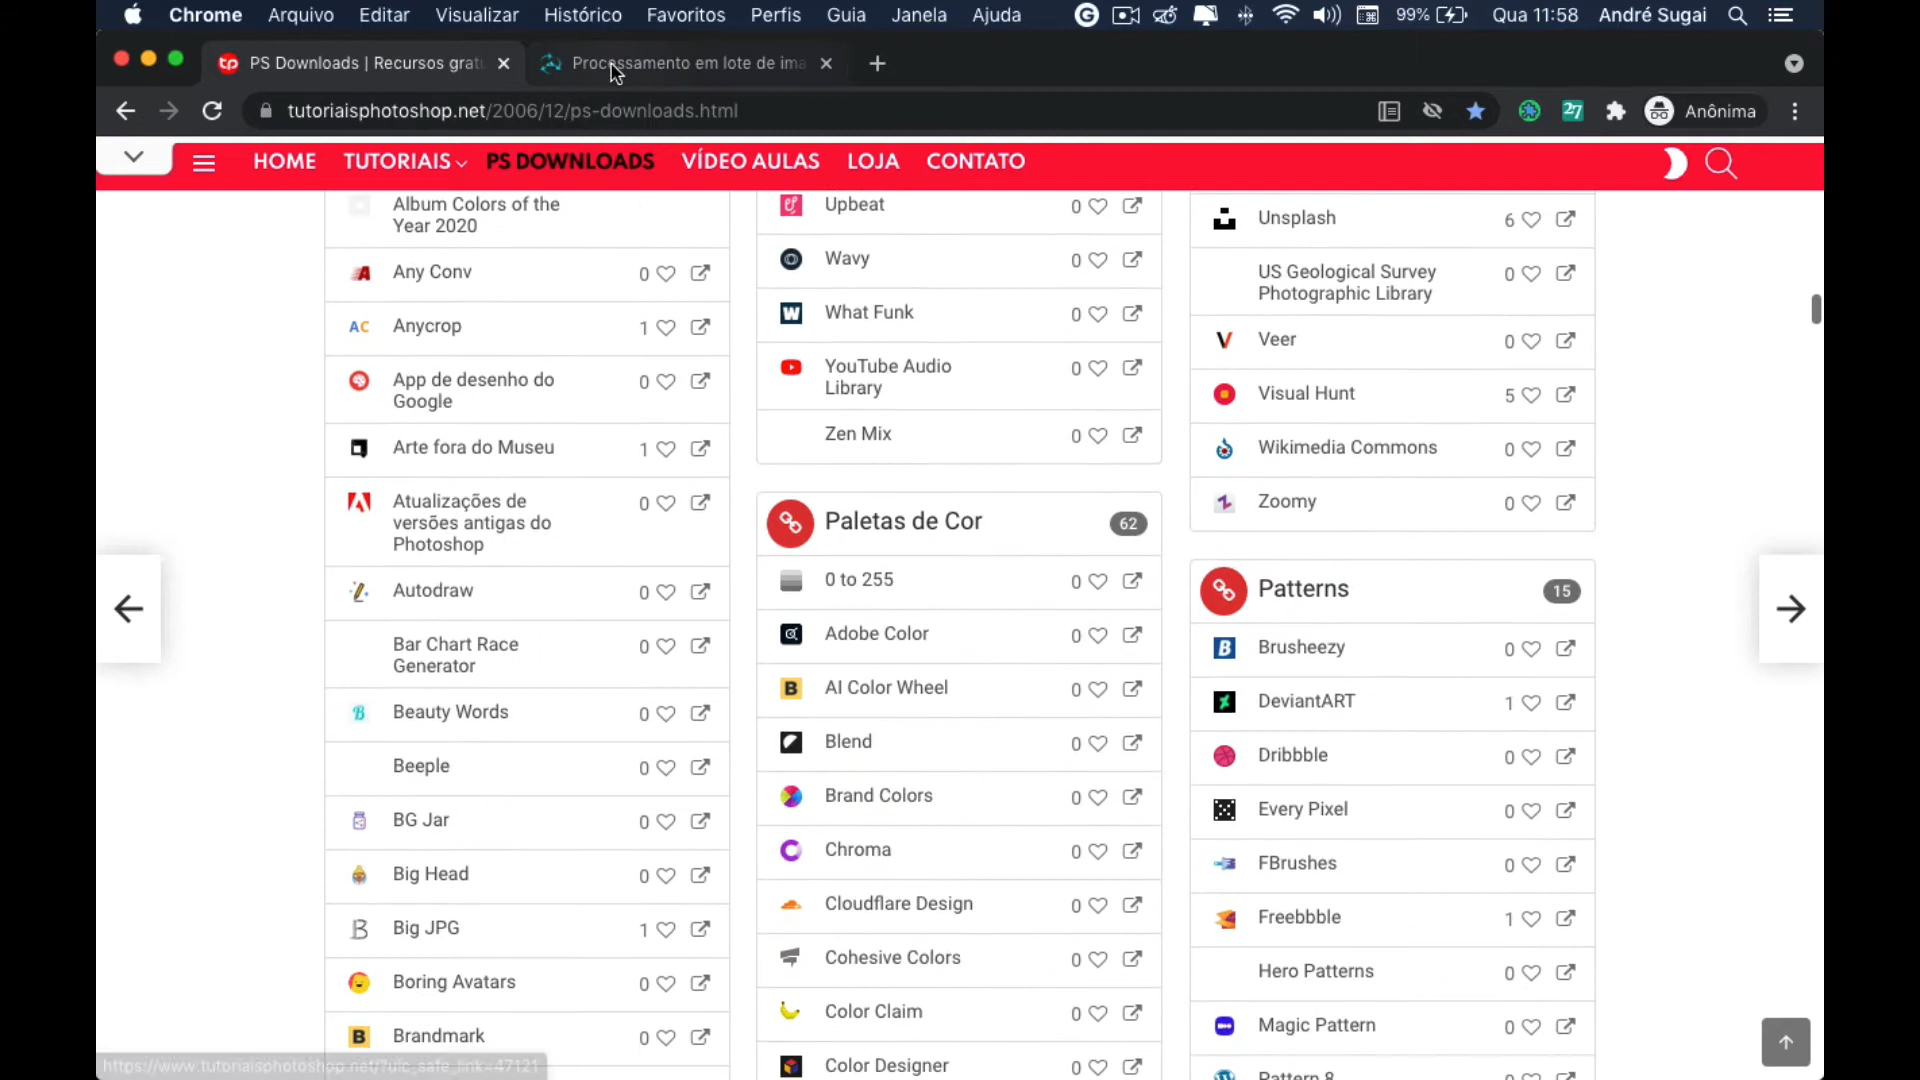 Chrome Arquivo Editar Visualizar Histórico Favoritos Perfis Guia Janela Ajuda 99% Qua 11:58 André Sugai
PS Downloads | Recursos grat
Processamento em lote de ima
tutoriaisphotoshop.net/2006/12/ps-downloads.html
27
Anônima
HOME TUTORIAIS PS DOWNLOADS VÍDEO AULAS LOJA CONTATO
Album Colors of the
Year 2020
Any Conv 0
Anycrop 1
App de desenho do
Google 0
Arte fora do Museu 1
Atualizações de
versões antigas do
Photoshop 0
Autodraw 0
Bar Chart Race
Generator 0
Beauty Words 0
Beeple 0
BG Jar 0
Big Head 0
Big JPG 1
Boring Avatars 0
Brandmark 0
https://www.tutoriaisphotoshop.net/?uic_safe_link=47121
Upbeat 0
Wavy 0
What Funk 0
YouTube Audio
Library 0
Zen Mix 0
Paletas de Cor 62
0 to 255 0
Adobe Color 0
AI Color Wheel 0
Blend 0
Brand Colors 0
Chroma 0
Cloudflare Design 0
Cohesive Colors 0
Color Claim 0
Color Designer 0
Unsplash 6
US Geological Survey
Photographic Library 0
Veer 0
Visual Hunt 5
Wikimedia Commons 0
Zoomy 0
Patterns 15
Brusheezy 0
DeviantART 1
Dribbble 0
Every Pixel 0
FBrushes 0
Freebbble 1
Hero Patterns 0
Magic Pattern 0
Pattern 8